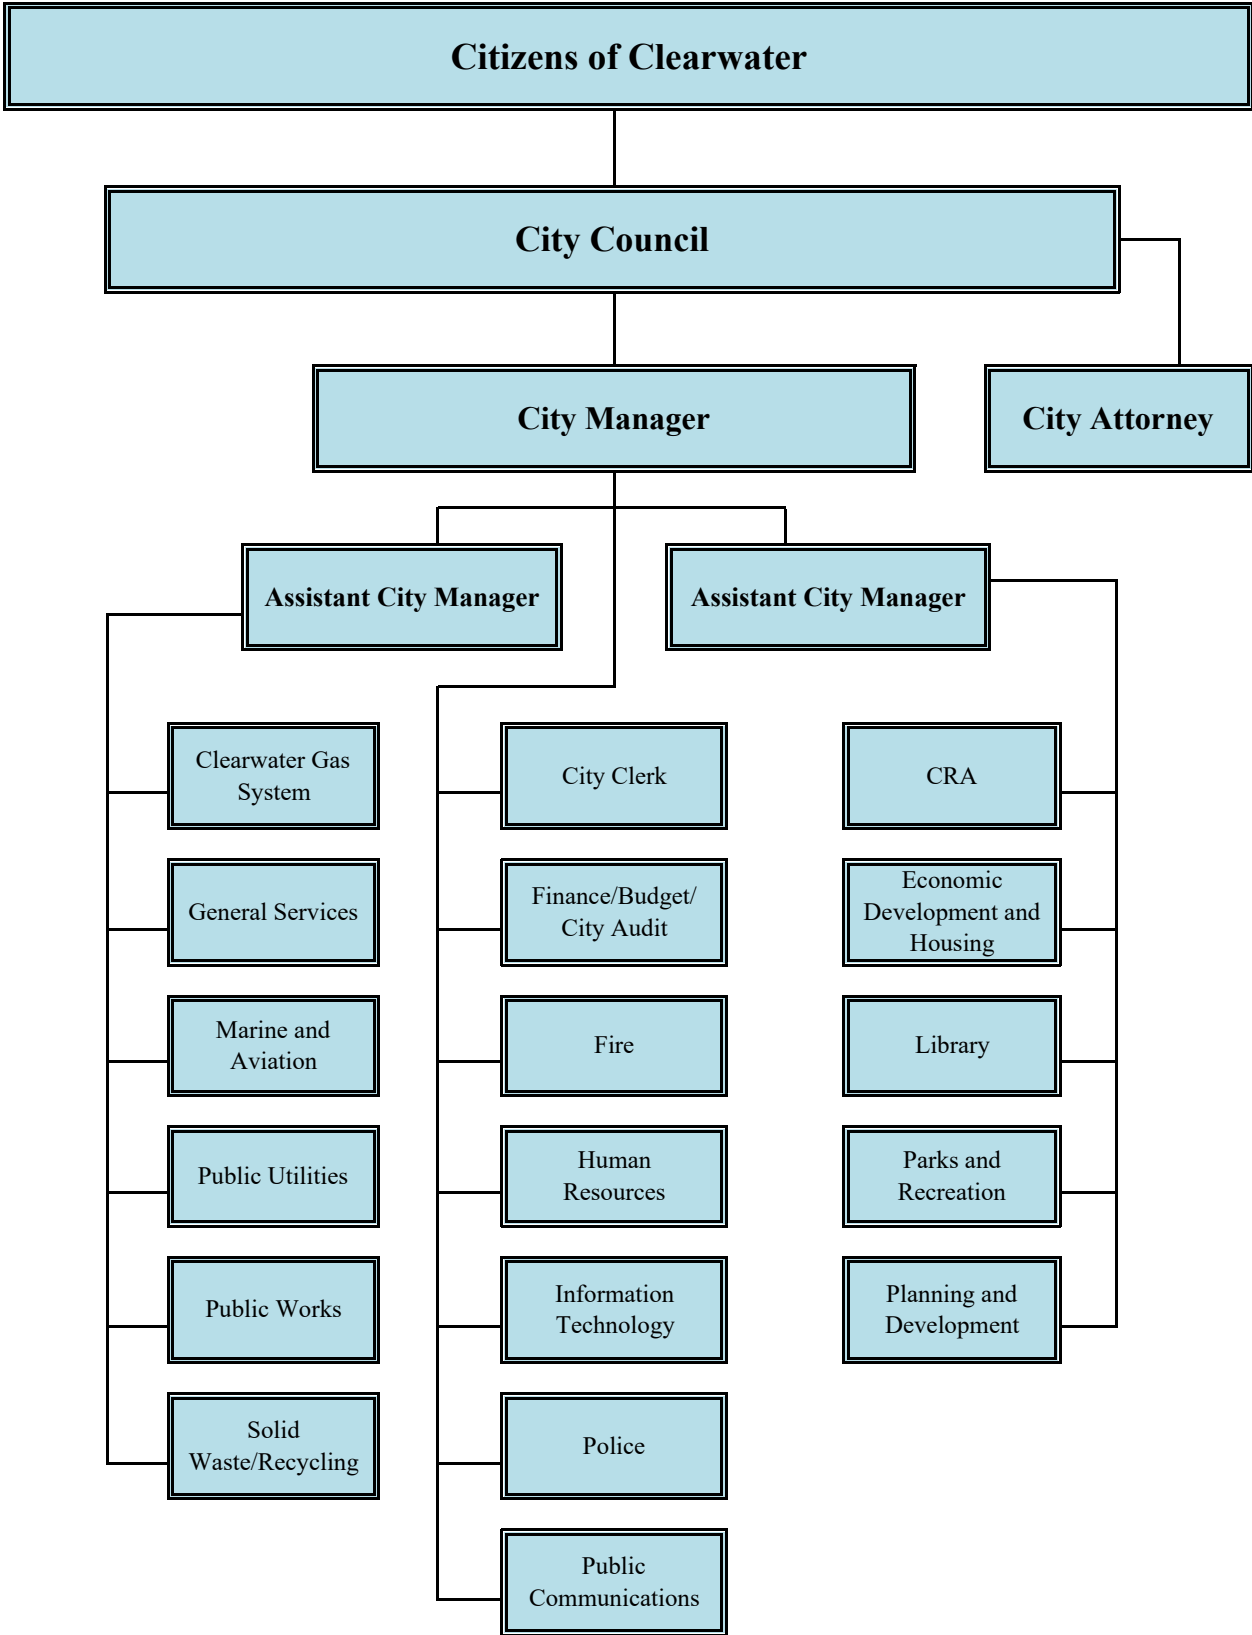 Citizens of Clearwater
City Council
City Manager
City Attorney
Assistant City Manager
Assistant City Manager
Clearwater Gas
System
City Clerk
CRA
General Services
Finance/Budget/
City Audit
Economic
Development and
Housing
Marine and
Aviation
Fire
Library
Public Utilities
Human
Resources
Parks and
Recreation
Public Works
Information
Technology
Planning and
Development
Solid
Waste/Recycling
Police
Public
Communications